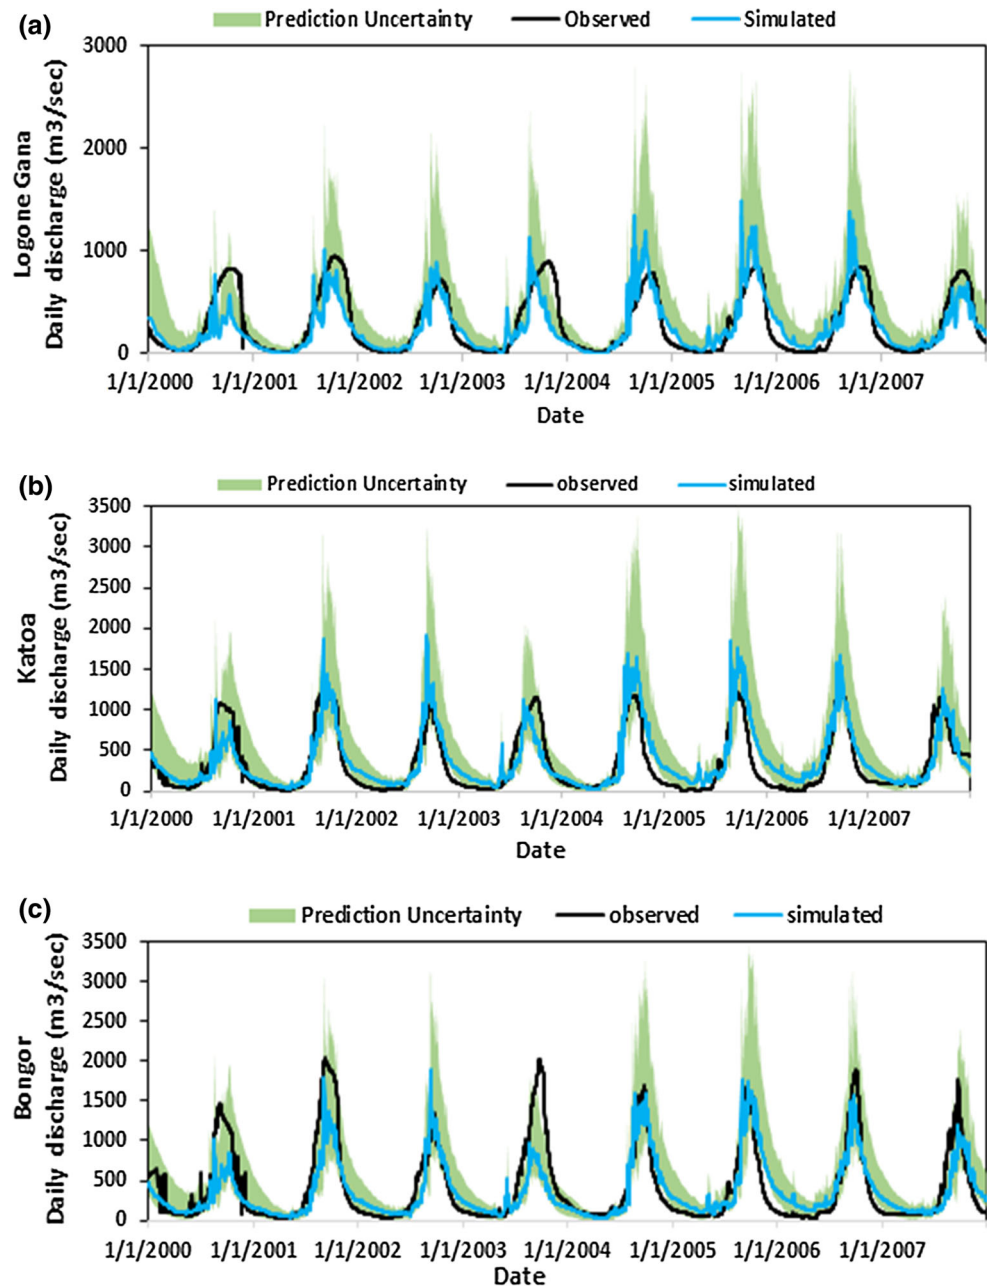 (a)
Prediction Uncertainty Observed Simulated
Logone Gana
Daily discharge (m3/sec)
3000
2000
1000
0
1/1/2000 1/1/2001 1/1/2002 1/1/2003 1/1/2004 1/1/2005 1/1/2006 1/1/2007
Date
(b)
Prediction Uncertainty observed simulated
Katoa
Daily discharge (m3/sec)
3500
3000
2500
2000
1500
1000
500
0
1/1/2000 1/1/2001 1/1/2002 1/1/2003 1/1/2004 1/1/2005 1/1/2006 1/1/2007
Date
(c)
Prediction Uncertainty observed simulated
Bongor
Daily discharge (m3/sec)
3500
3000
2500
2000
1500
1000
500
0
1/1/2000 1/1/2001 1/1/2002 1/1/2003 1/1/2004 1/1/2005 1/1/2006 1/1/2007
Date